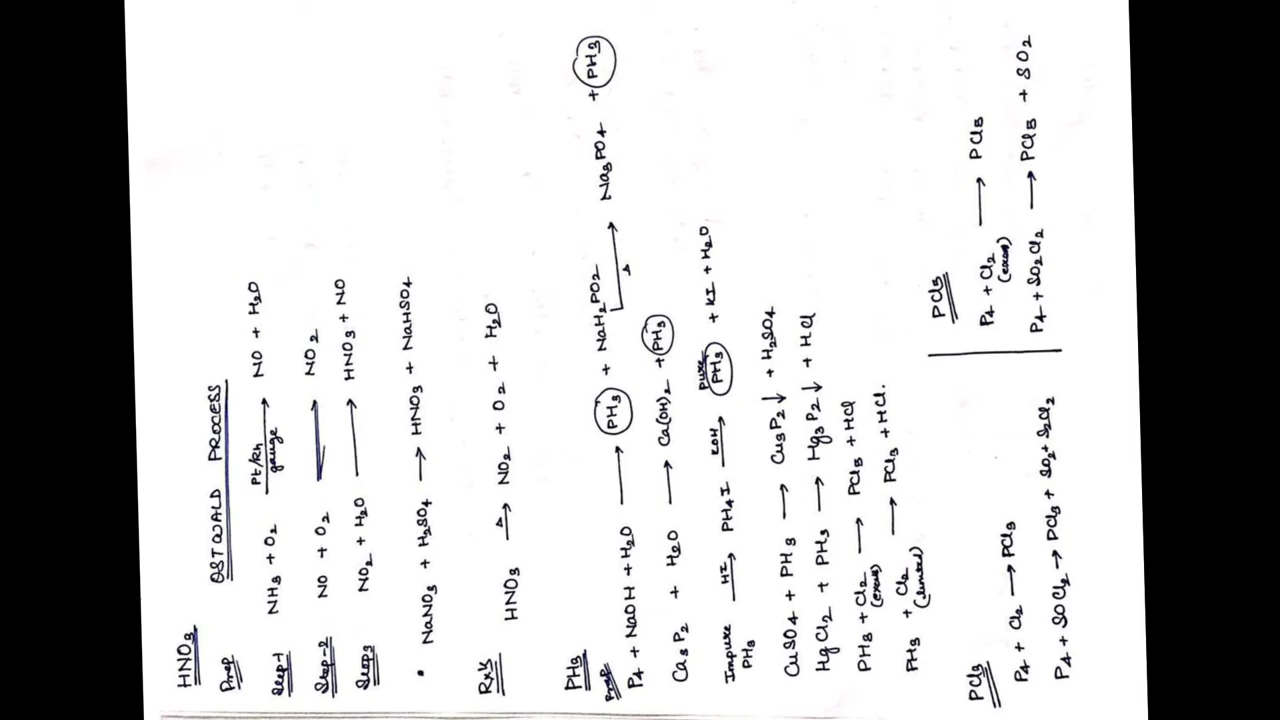 HNO3
Prep OSTWALD PROCESS
Step-1 NH3 + O2 Pt/Rh gauge ⟶ NO + H2O
Step-2 NO + O2 ⟶ NO2
Step3 NO2 + H2O ⟶ HNO3 + NO
• NaNO3 + H2SO4 ⟶ HNO3 + NaHSO4
RxS HNO3 Δ⟶ NO2 + O2 + H2O
PH3
Prep
P4 + NaOH + H2O ⟶ PH3 + NaH2PO2 Δ⟶ Na3PO4 + PH3
Ca3P2 + H2O ⟶ Ca(OH)2 + PH3
Impure PH3 HI⟶ PH4I KOH⟶ pure PH3 + KI + H2O
CuSO4 + PH3 ⟶ Cu3P2↓ + H2SO4
HgCl2 + PH3 ⟶ Hg3P2↓ + HCl
PH3 + Cl2 (excess) ⟶ PCl5 + HCl
PH3 + Cl2 (limited) ⟶ PCl3 + HCl.
PCl3
P4 + Cl2 ⟶ PCl3
P4 + SOCl2 → PCl3 + SO2 + S2Cl2
PCl5
P4 + Cl2 (excess) ⟶ PCl5
P4 + SO2Cl2 ⟶ PCl5 + SO2